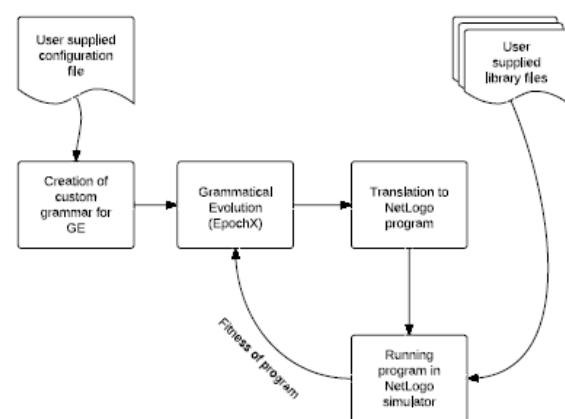 User supplied
configuration
file
User
supplied
library files
Creation of
custom
grammar for
GE
Grammatical
Evolution
(EpochX)
Translation to
NetLogo
program
Fitness of program
Running
program in
NetLogo
simulator